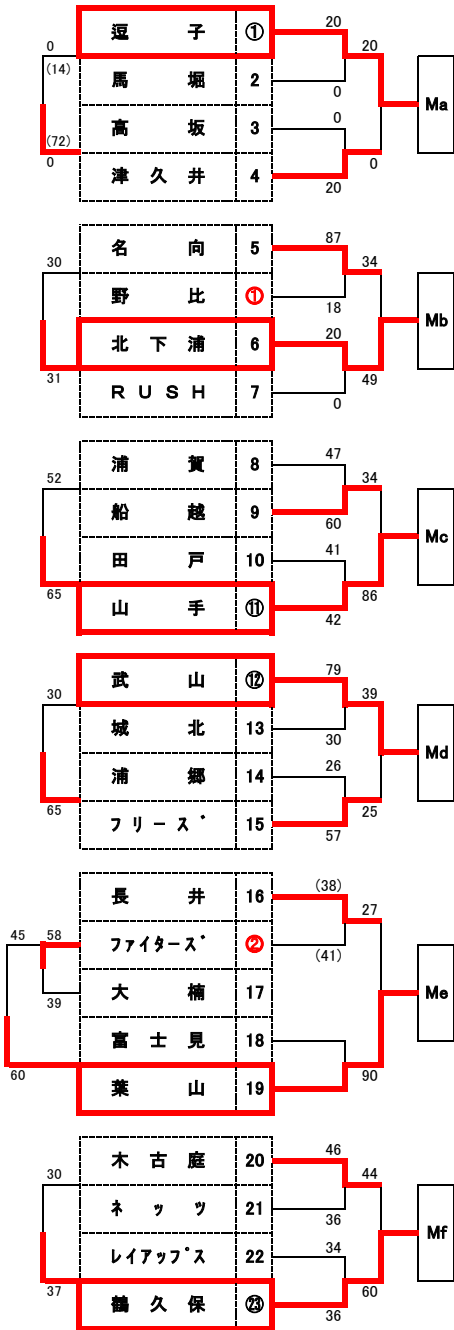 20
逗子 ①
0
20
(14)
馬堀 2
0
Ma
高坂 3
0
(72)
0
津久井 4
20
0
名向 5
87
30
34
野比 ①
18
Mb
北下浦 6
20
31
49
RUSH 7
0
浦賀 8
47
52
34
船越 9
60
Mc
田戸 10
41
65
86
山手 ⑪
42
武山 ⑫
79
30
39
城北 13
30
Md
浦郷 14
26
65
25
フリースﾞ 15
57
長井 16
(38)
27
45
58
ファイタースﾞ ②
(41)
大楠 17
39
Me
富士見 18
60
90
葉山 19
木古庭 20
46
30
44
ネッツ 21
36
Mf
レイアップス 22
34
37
60
鶴久保 ㉓
36